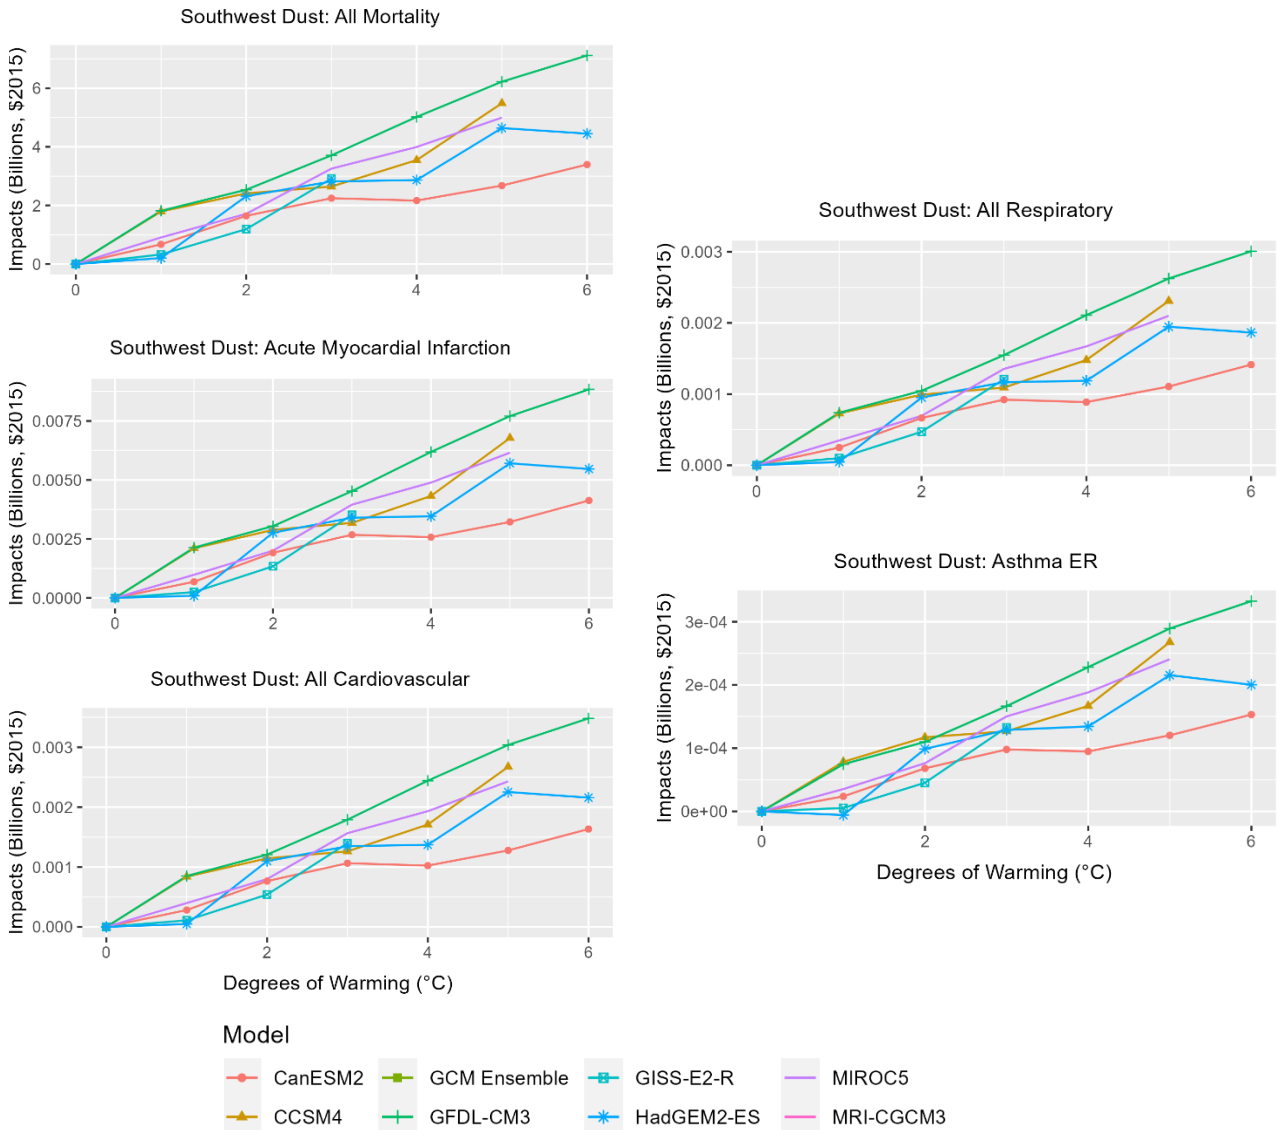 Southwest Dust: All Mortality
Impacts (Billions, $2015)
6
4
2
0
0 2 4 6
Southwest Dust: Acute Myocardial Infarction
Impacts (Billions, $2015)
0.0075
0.0050
0.0025
0.0000
0 2 4 6
Southwest Dust: All Cardiovascular
Impacts (Billions, $2015)
0.003
0.002
0.001
0.000
0 2 4 6
Degrees of Warming (°C)
Southwest Dust: All Respiratory
Impacts (Billions, $2015)
0.003
0.002
0.001
0.000
0 2 4 6
Southwest Dust: Asthma ER
Impacts (Billions, $2015)
3e-04
2e-04
1e-04
0e+00
0 2 4 6
Degrees of Warming (°C)
Model
CanESM2 GCM Ensemble GISS-E2-R MIROC5
CCSM4 GFDL-CM3 HadGEM2-ES MRI-CGCM3